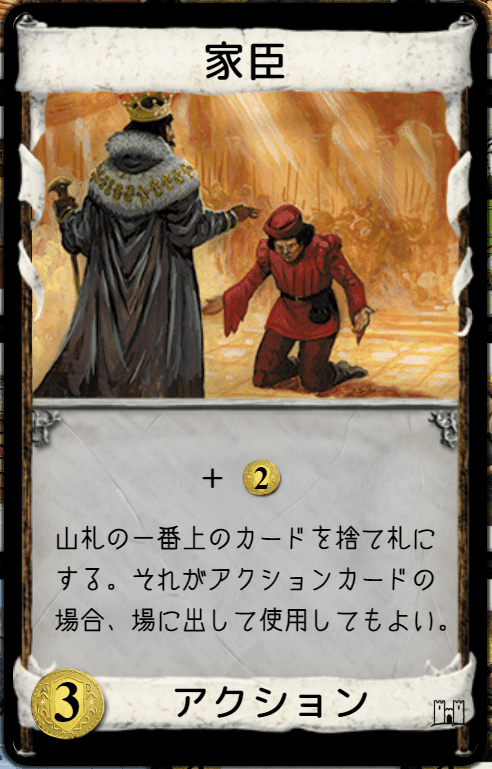 家臣
+ 2
山札の一番上のカードを捨て札に
する。それがアクションカードの
場合、場に出して使用してもよい。
3 アクション